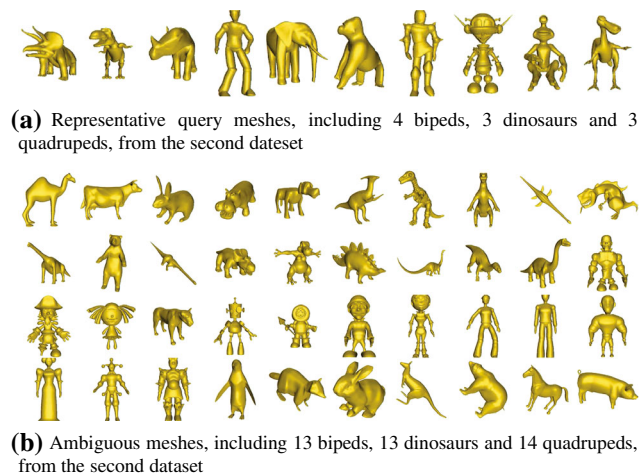 (a) Representative query meshes, including 4 bipeds, 3 dinosaurs and 3
quadrupeds, from the second dateset
(b) Ambiguous meshes, including 13 bipeds, 13 dinosaurs and 14 quadrupeds,
from the second dataset